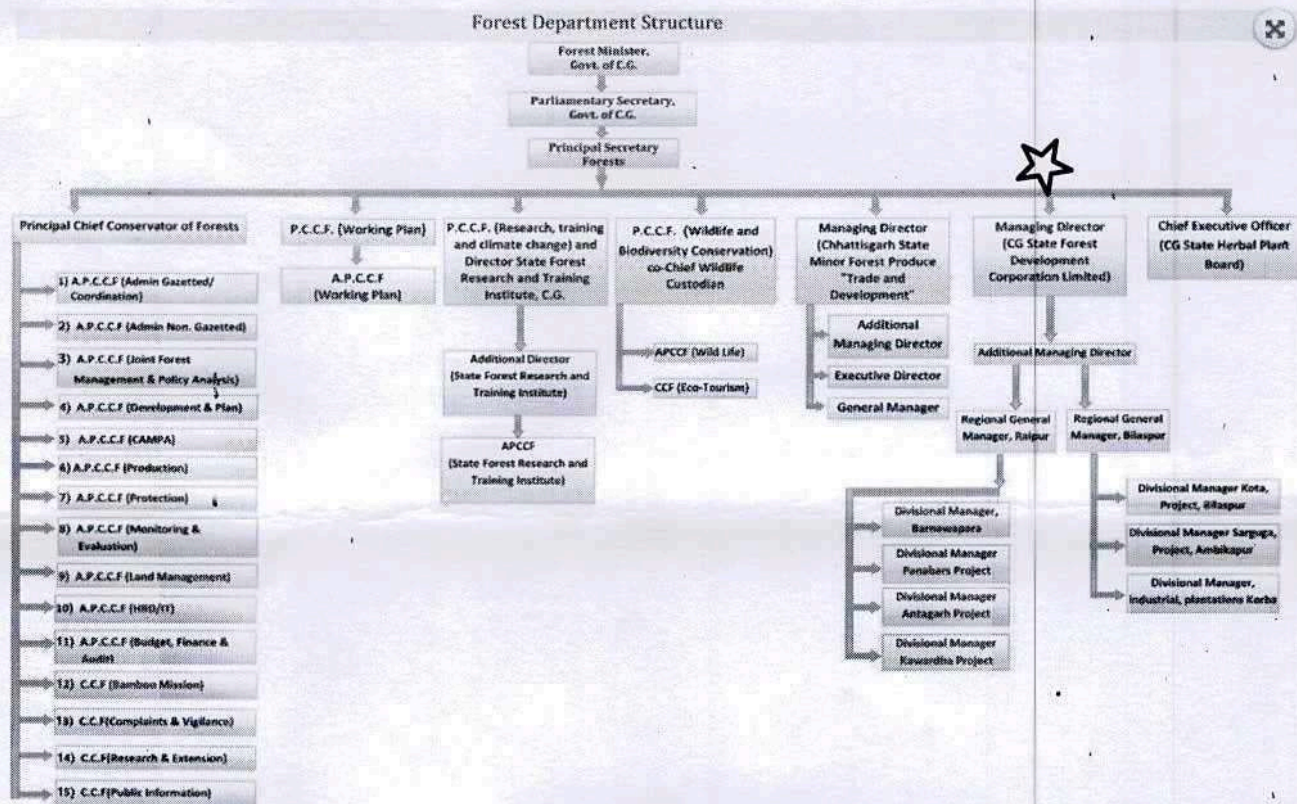 Forest Department Structure
Forest Minister,
Govt. of C.G.
Parliamentary Secretary,
Govt. of C.G.
Principal Secretary
Forests
Principal Chief Conservator of Forests
1) A.P.C.C.F (Admin Gazatted/
Coordination)
2) A.P.C.C.F (Admin Non. Gazetted)
3) A.P.C.C.F (Joint Forest
Management & Policy Analysis)
4) A.P.C.C.F (Development & Plan)
5) A.P.C.C.F (CAMPA)
6) A.P.C.C.F (Production)
7) A.P.C.C.F (Protection)
8) A.P.C.C.F (Monitoring &
Evaluation)
9) A.P.C.C.F (Land Management)
10) A.P.C.C.F (HRD/IT)
11) A.P.C.C.F (Budget, Finance &
Audit)
12) C.C.F (Bamboo Mission)
13) C.C.F(Complaints & Vigilance)
14) C.C.F(Research & Extension)
15) C.C.F(Public Information)
P.C.C.F. (Working Plan)
A.P.C.C.F
(Working Plan)
P.C.C.F. (Research, training
and climate change) and
Director State Forest
Research and Training
Institute, C.G.
Additional Director
(State Forest Research and
Training Institute)
APCCF
(State Forest Research and
Training Institute)
P.C.C.F. (Wildlife and
Biodiversity Conservation)
co-Chief Wildlife
Custodian
APCCF (Wild Life)
CCF (Eco-Tourism)
Managing Director
(Chhattisgarh State
Minor Forest Produce
"Trade and
Development"
Additional
Managing Director
Executive Director
General Manager
Managing Director
(CG State Forest
Development
Corporation Limited)
Additional Managing Director
Regional General
Manager, Raipur
Divisional Manager,
Barnawapara
Divisional Manager
Panabars Project
Divisional Manager
Antagarh Project
Divisional Manager
Kawardha Project
Regional General
Manager, Bilaspur
Divisional Manager Kota,
Project, Bilaspur
Divisional Manager Sarguga,
Project, Ambikapur
Divisional Manager,
industrial, plantations Korba
Chief Executive Officer
(CG State Herbal Plant
Board)